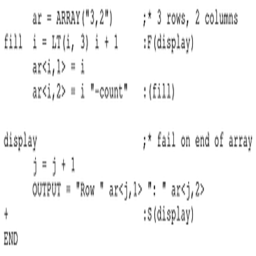 ar = ARRAY("3,2") ;* 3 rows, 2 columns
fill i = LT(i, 3) i + 1 :F(display)
ar<i,1> = i
ar<i,2> = i "-count" :(fill)
display ;* fail on end of array
j = j + 1
OUTPUT = "Row " ar<j,1> ": " ar<j,2>
+ :S(display)
END